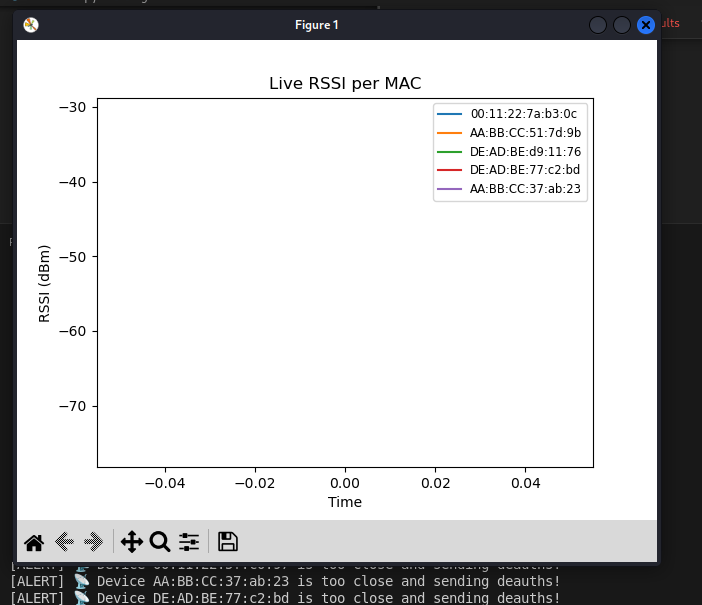 ults
Figure 1
Live RSSI per MAC
−30
−40
−50
−60
−70
RSSI (dBm)
00:11:22:7a:b3:0c
AA:BB:CC:51:7d:9b
DE:AD:BE:d9:11:76
DE:AD:BE:77:c2:bd
AA:BB:CC:37:ab:23
−0.04
−0.02
0.00
0.02
0.04
Time
is too close and sending deauths!
[ALERT] 📡 Device AA:BB:CC:37:ab:23 is too close and sending deauths!
[ALERT] 📡 Device DE:AD:BE:77:c2:bd is too close and sending deauths!